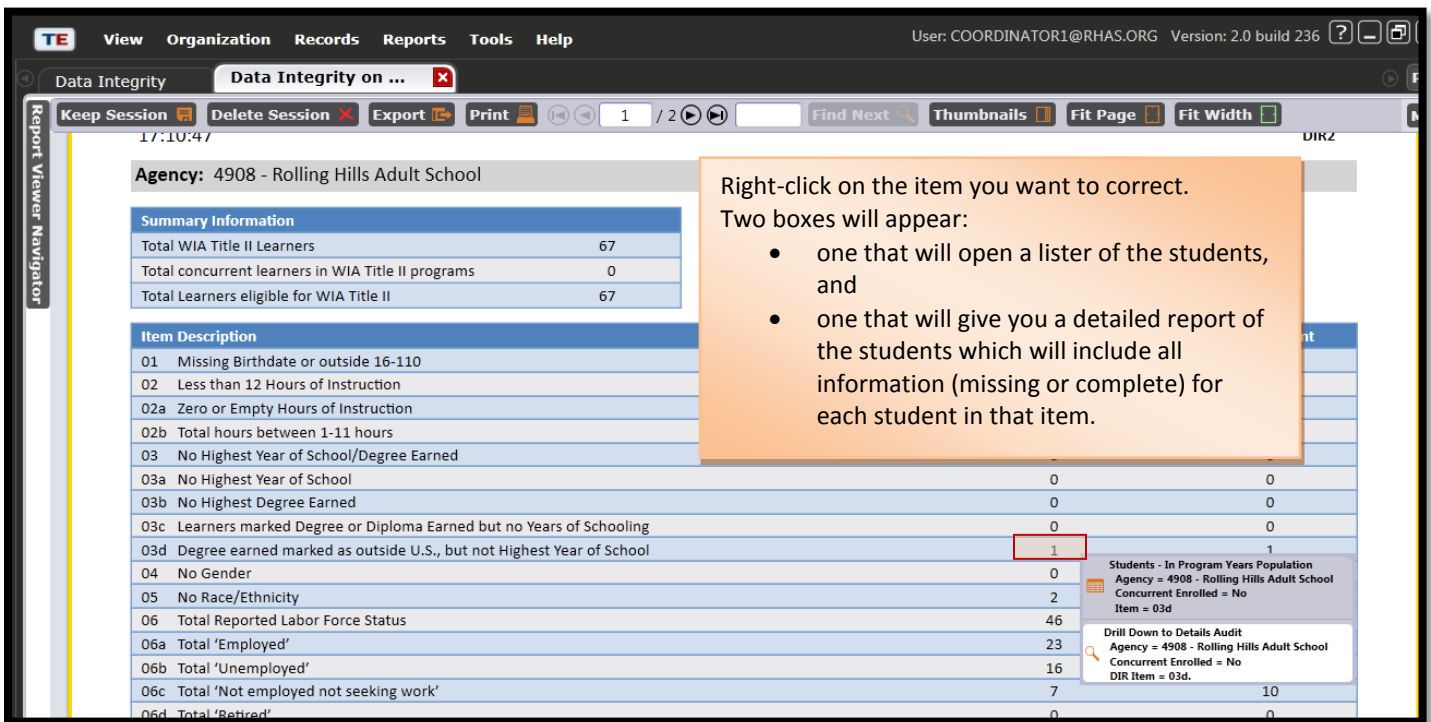 TE View Organization Records Reports Tools Help User: COORDINATOR1@RHAS.ORG Version: 2.0 build 236 ?
Data Integrity Data Integrity on ...
Report Viewer Navigator
Keep Session Delete Session Export Print 1 / 2 Find Next Thumbnails Fit Page Fit Width
17:10:47 DIR2
Agency: 4908 - Rolling Hills Adult School
Summary Information
Total WIA Title II Learners 67
Total concurrent learners in WIA Title II programs 0
Total Learners eligible for WIA Title II 67
Right-click on the item you want to correct.
Two boxes will appear:
• one that will open a lister of the students,
and
• one that will give you a detailed report of
the students which will include all
information (missing or complete) for
each student in that item.
Item Description
01 Missing Birthdate or outside 16-110
02 Less than 12 Hours of Instruction
02a Zero or Empty Hours of Instruction
02b Total hours between 1-11 hours
03 No Highest Year of School/Degree Earned
03a No Highest Year of School 0 0
03b No Highest Degree Earned 0 0
03c Learners marked Degree or Diploma Earned but no Years of Schooling 0 0
03d Degree earned marked as outside U.S., but not Highest Year of School 1 1
04 No Gender 0
05 No Race/Ethnicity 2
06 Total Reported Labor Force Status 46
06a Total ‘Employed’ 23
06b Total ‘Unemployed’ 16
06c Total ‘Not employed not seeking work’ 7 10
06d Total ‘Retired’ 0 0
Students - In Program Years Population
Agency = 4908 - Rolling Hills Adult School
Concurrent Enrolled = No
Item = 03d
Drill Down to Details Audit
Agency = 4908 - Rolling Hills Adult School
Concurrent Enrolled = No
DIR Item = 03d.